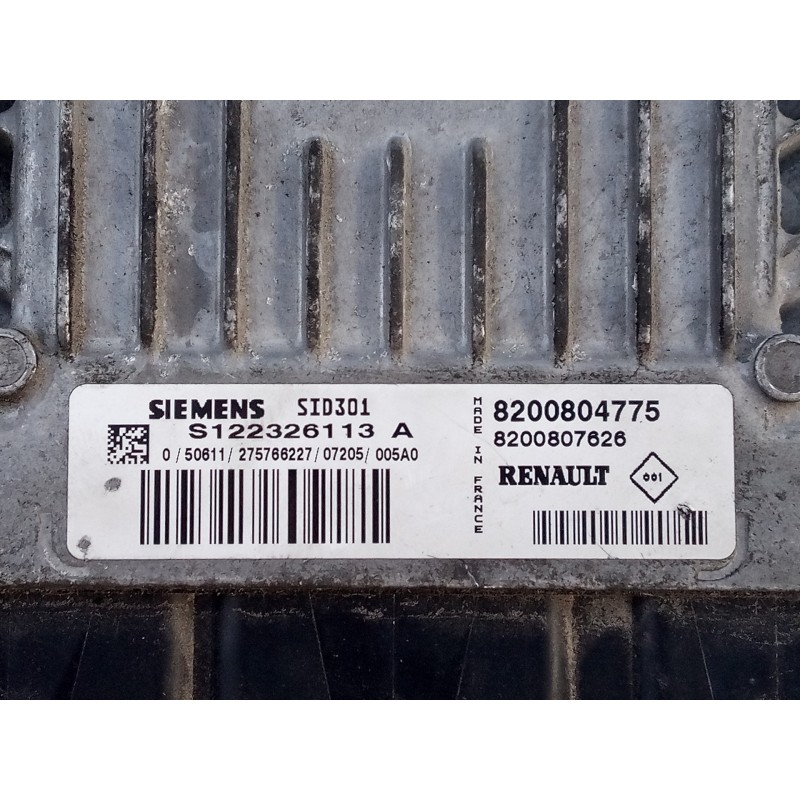 SIEMENS SID301
S122326113 A
0 / 50611 / 275766227 / 07205 / 005A0
MADE IN FRANCE
8200804775
8200807626
RENAULT
001